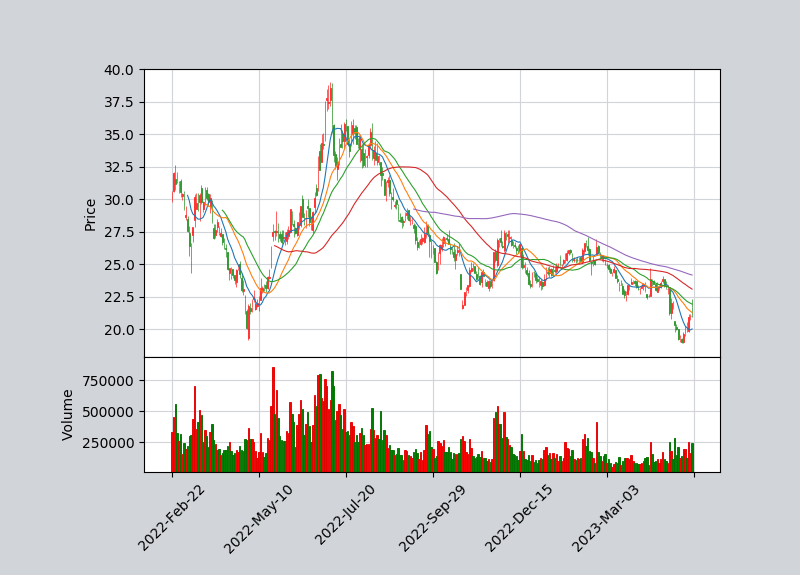 40.0
37.5
35.0
32.5
30.0
27.5
25.0
22.5
20.0
Price
750000
500000
250000
Volume
2022-Feb-22
2022-May-10
2022-Jul-20
2022-Sep-29
2022-Dec-15
2023-Mar-03